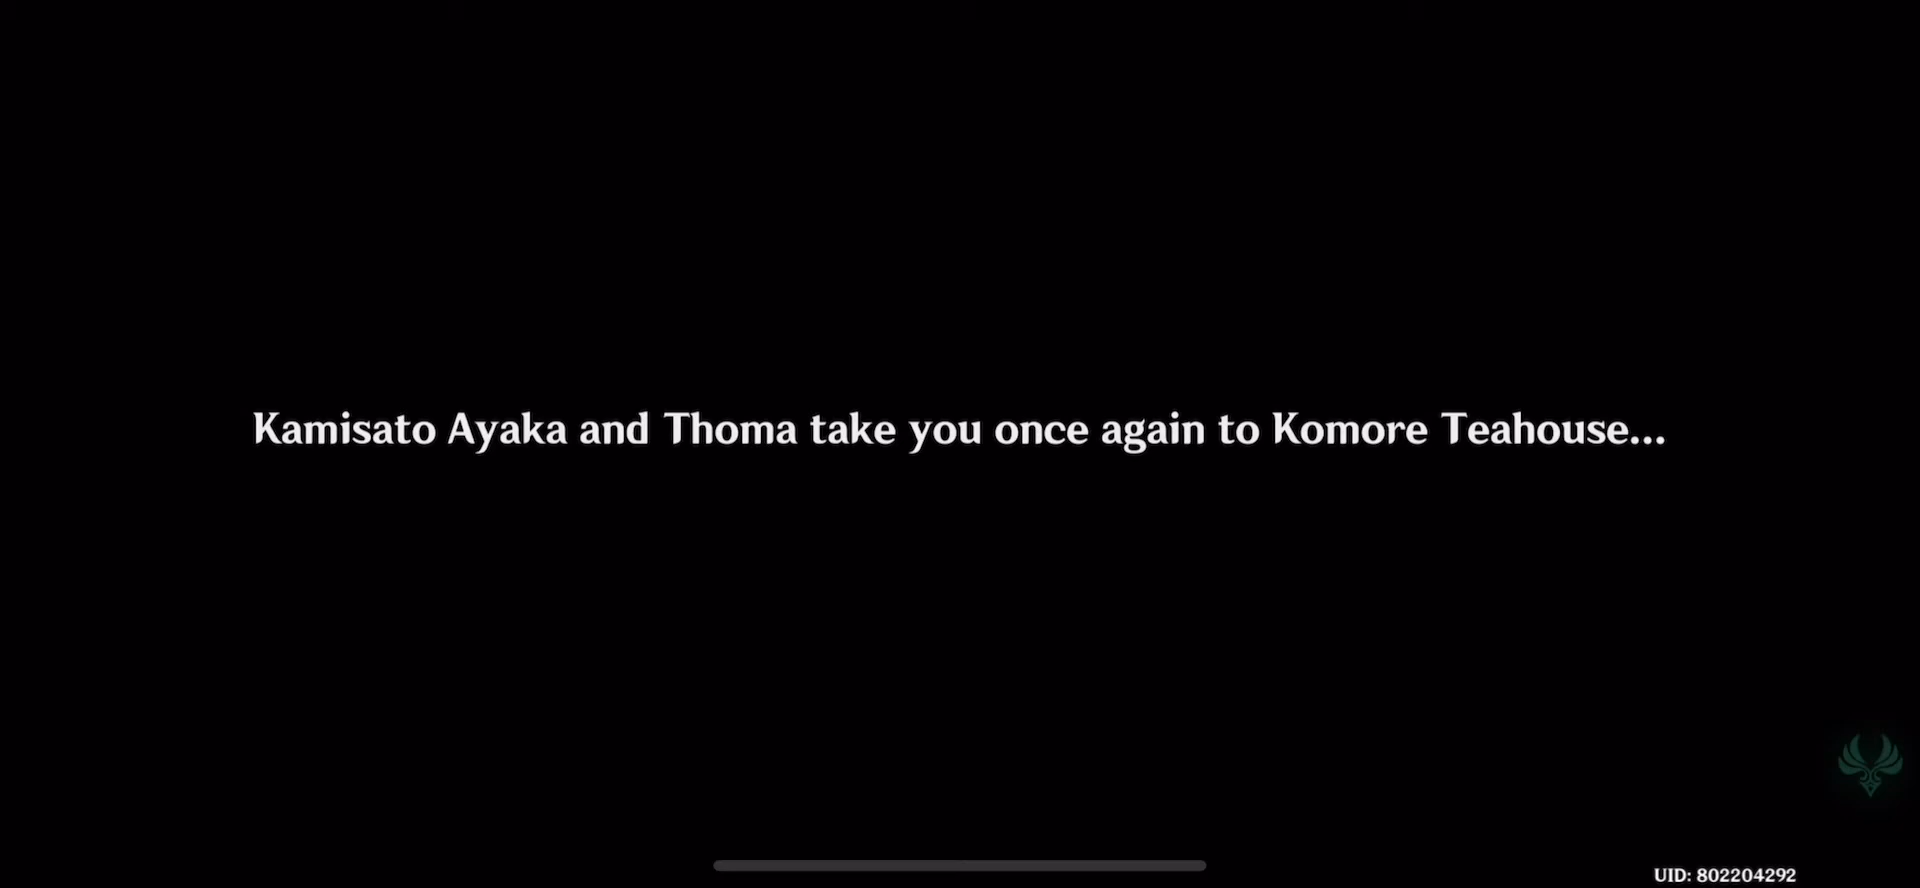 Kamisato Ayaka and Thoma take you once again to Komore Teahouse...
UID: 802204292